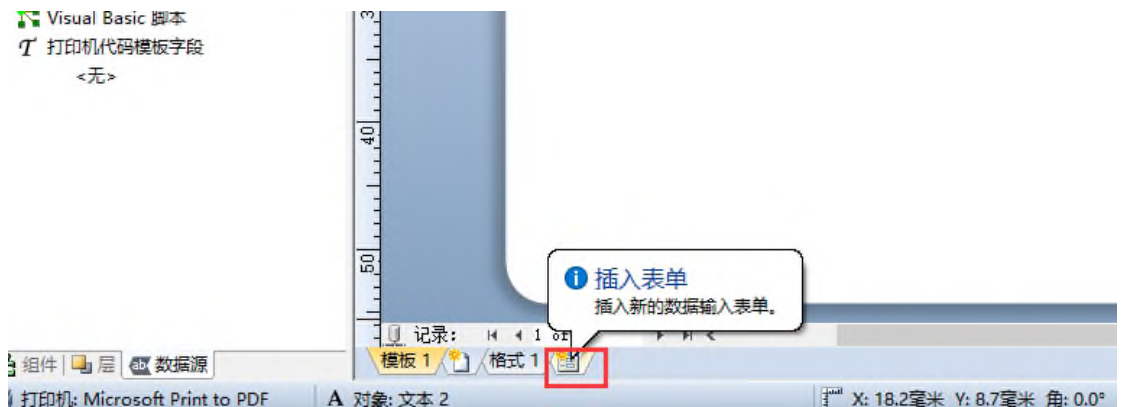 Visual Basic 脚本
T 打印机代码模板字段
<无>
30
40
50
插入表单
插入新的数据输入表单。
记录： 1 of
模板 1 格式 1
组件 层 ab 数据源
打印机: Microsoft Print to PDF A 对象: 文本 2 X: 18.2毫米 Y: 8.7毫米 角: 0.0°